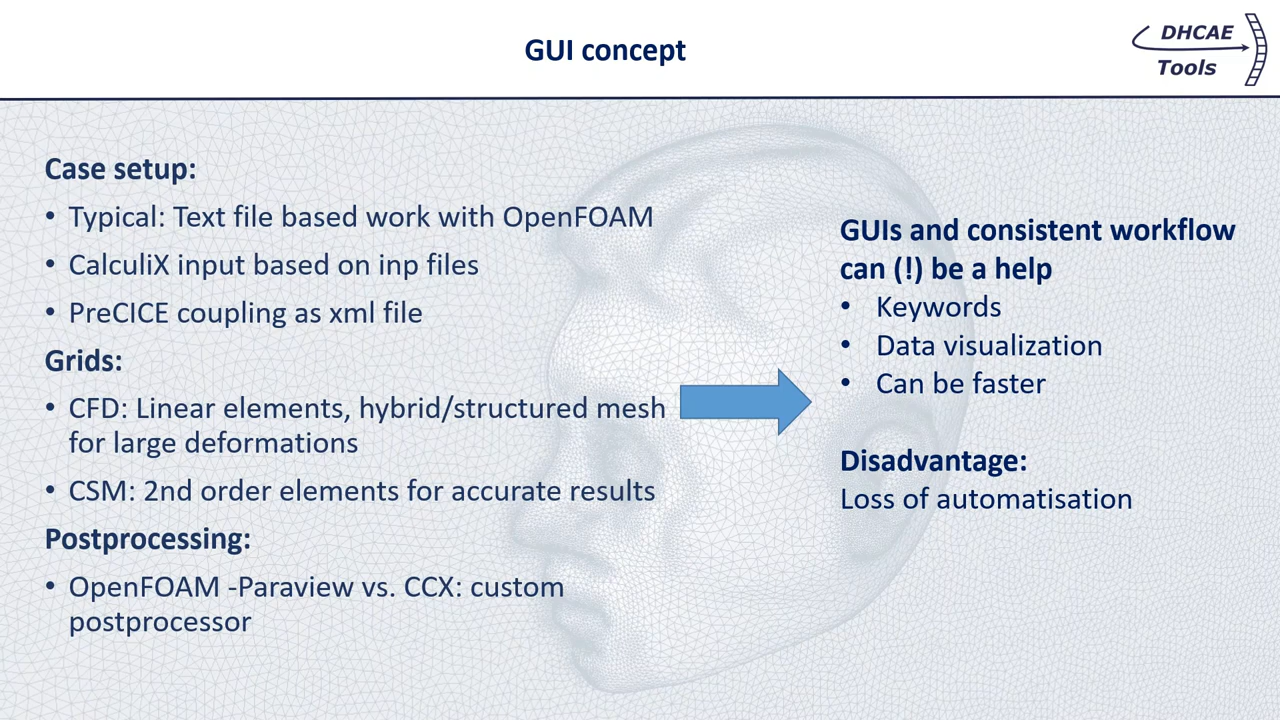 GUI concept
DHCAE
Tools
Case setup:
• Typical: Text file based work with OpenFOAM
• CalculiX input based on inp files
• PreCICE coupling as xml file
Grids:
• CFD: Linear elements, hybrid/structured mesh
for large deformations
• CSM: 2nd order elements for accurate results
Postprocessing:
• OpenFOAM -Paraview vs. CCX: custom
postprocessor
GUIs and consistent workflow
can (!) be a help
• Keywords
• Data visualization
• Can be faster
Disadvantage:
Loss of automatisation